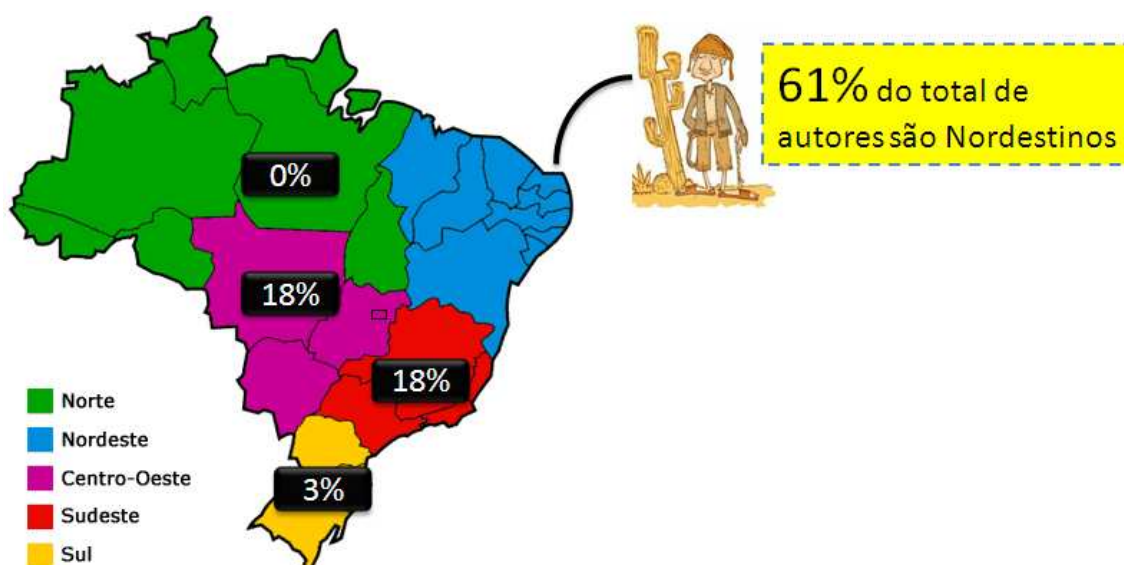 61% do total de
autores são Nordestinos
0%
18%
18%
3%
Norte
Nordeste
Centro-Oeste
Sudeste
Sul